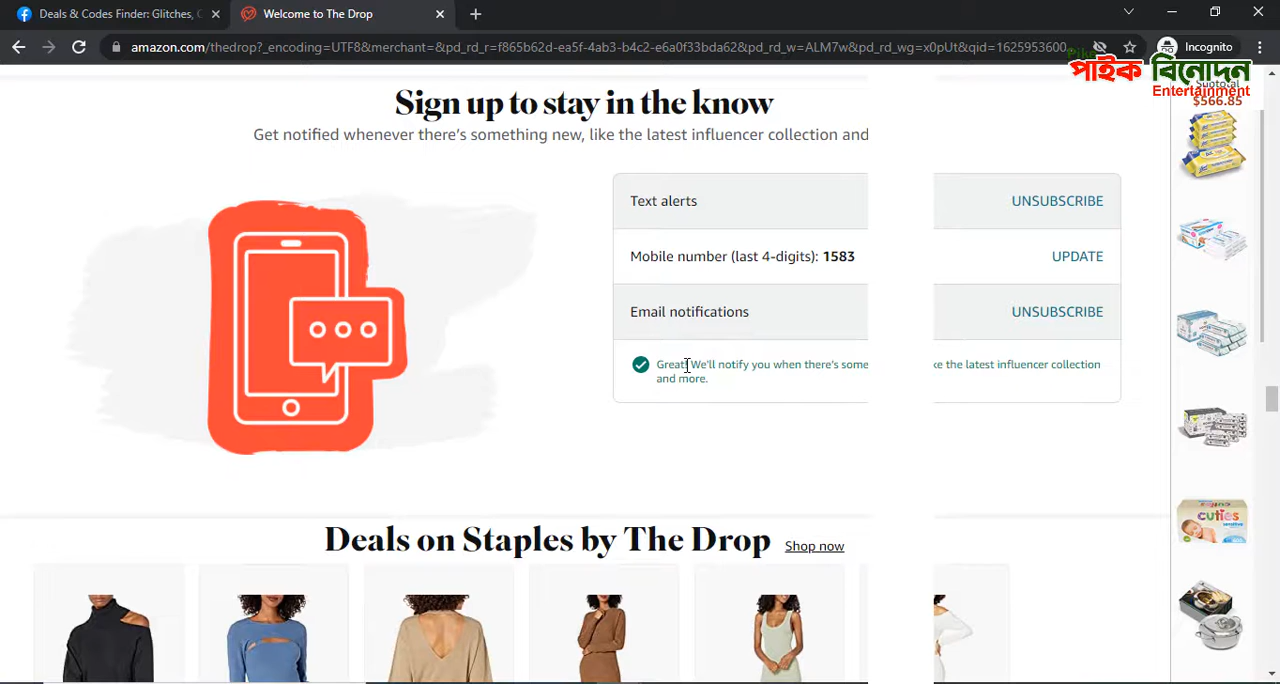 Deals & Codes Finder: Glitches, C
Welcome to The Drop
amazon.com/thedrop?_encoding=UTF8&merchant=&pd_rd_r=f865b62d-ea5f-4ab3-b4c2-e6a0f33bda62&pd_rd_w=ALM7w&pd_rd_wg=x0pUt&qid=1625953600
Incognito
পাইক বিনোদন
Entertainment
Subtotal
$566.85
Sign up to stay in the know
Get notified whenever there's something new, like the latest influencer collection and
Text alerts UNSUBSCRIBE
Mobile number (last 4-digits): 1583 UPDATE
Email notifications UNSUBSCRIBE
Great! We'll notify you when there's some ke the latest influencer collection
and more.
Deals on Staples by The Drop Shop now
cuties